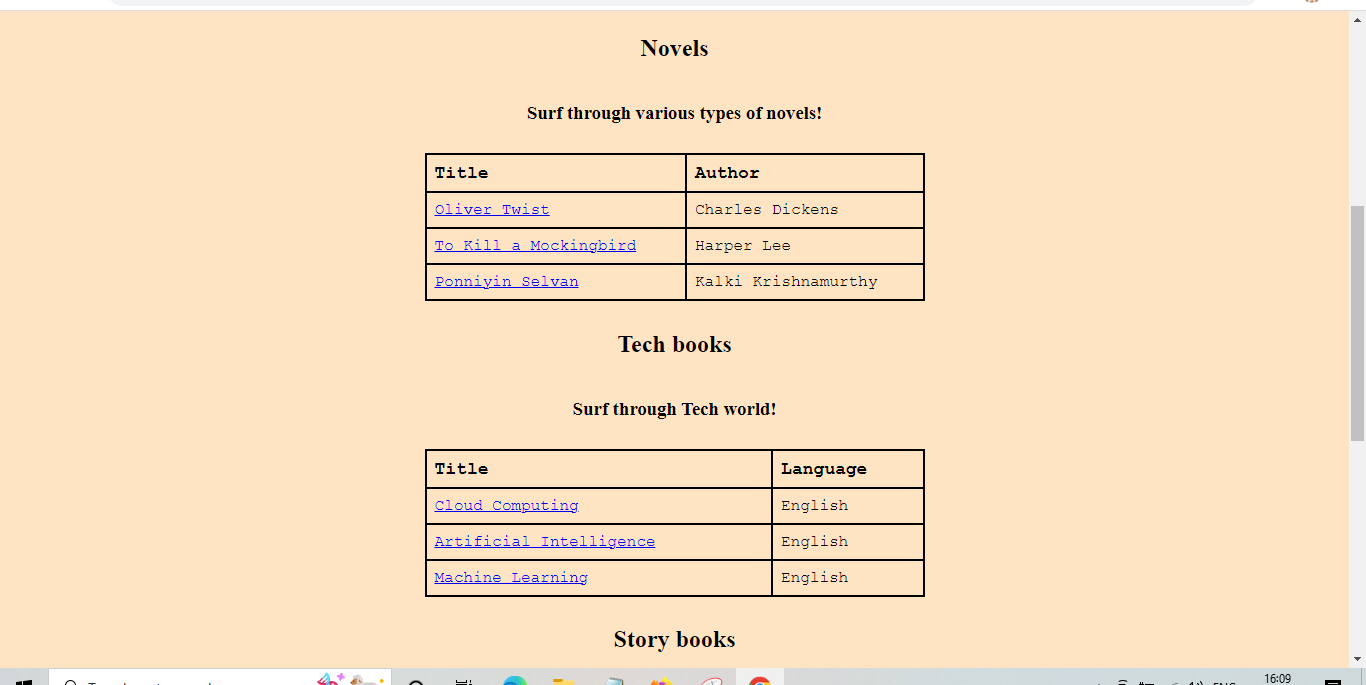 Novels
Surf through various types of novels!
Title Author
Oliver Twist Charles Dickens
To Kill a Mockingbird Harper Lee
Ponniyin Selvan Kalki Krishnamurthy
Tech books
Surf through Tech world!
Title Language
Cloud Computing English
Artificial Intelligence English
Machine Learning English
Story books
16:09